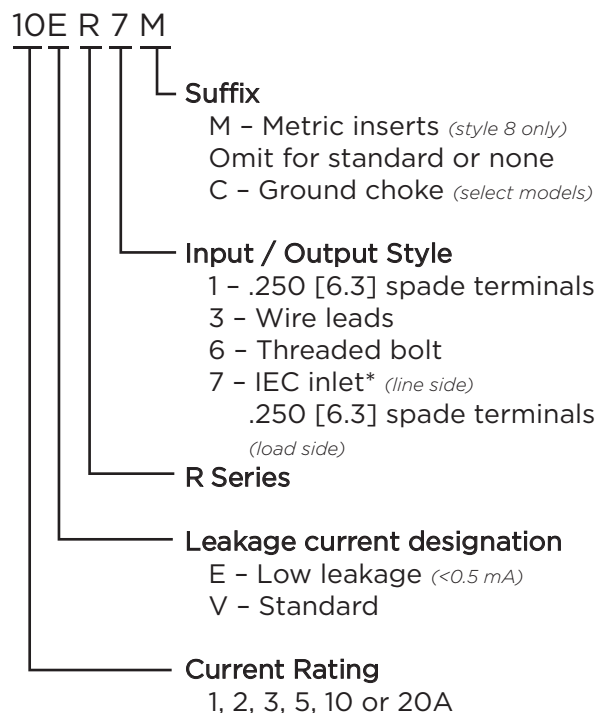 10E R 7 M
Suffix
M – Metric inserts (style 8 only)
Omit for standard or none
C – Ground choke (select models)
Input / Output Style
1 – .250 [6.3] spade terminals
3 – Wire leads
6 – Threaded bolt
7 – IEC inlet* (line side)
.250 [6.3] spade terminals
(load side)
R Series
Leakage current designation
E – Low leakage (<0.5 mA)
V – Standard
Current Rating
1, 2, 3, 5, 10 or 20A